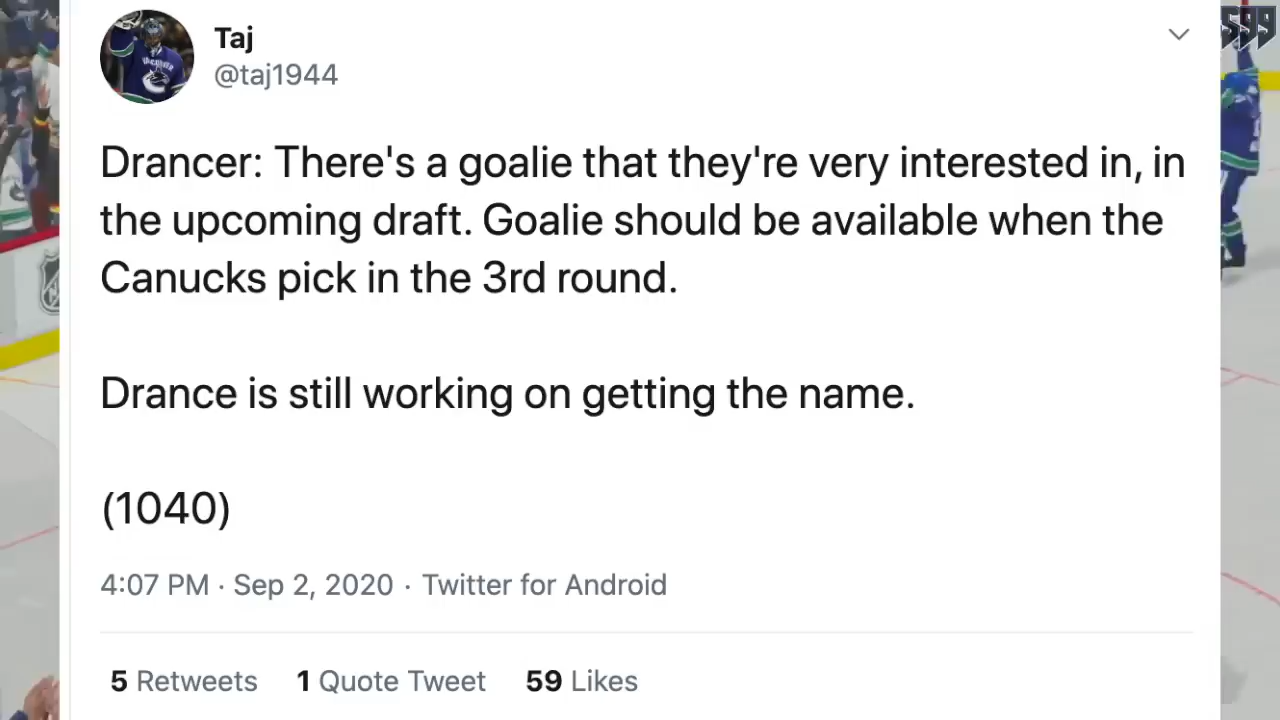 Taj
@taj1944
Drancer: There's a goalie that they're very interested in, in
the upcoming draft. Goalie should be available when the
Canucks pick in the 3rd round.
Drance is still working on getting the name.
(1040)
4:07 PM · Sep 2, 2020 · Twitter for Android
5 Retweets 1 Quote Tweet 59 Likes
S99